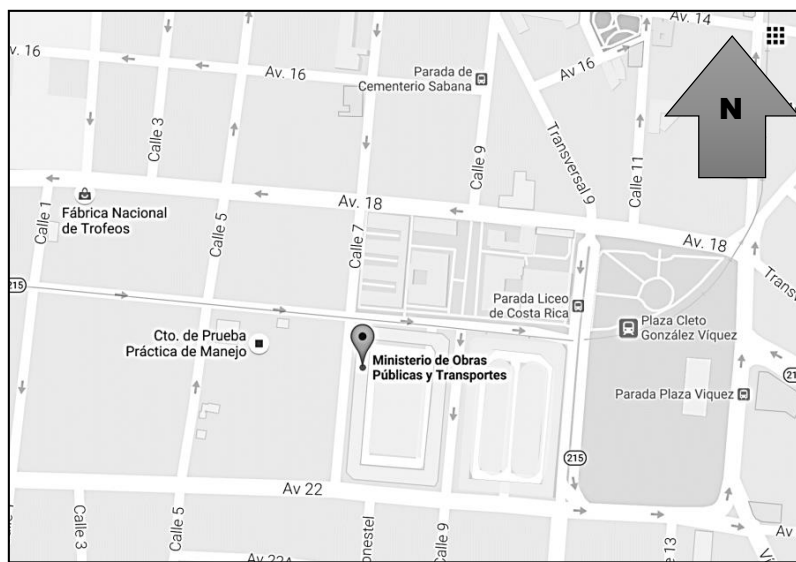 Av. 14
v. 16
Av. 16
Parada de
Cementerio Sabana
Av 16
N
Calle 3
Calle 9
Transversal 9
Calle 11
Calle 1
Fábrica Nacional
de Trofeos
Calle 5
Av. 18
Calle 7
Av. 18
215
Parada Liceo
de Costa Rica
Plaza Cleto
González Víquez
Cto. de Prueba
Práctica de Manejo
Ministerio de Obras
Públicas y Transportes
Parada Plaza Viquez
215
Av 22
Calle 3
Calle 5
onestel
Calle 9
Av
Av. 22A